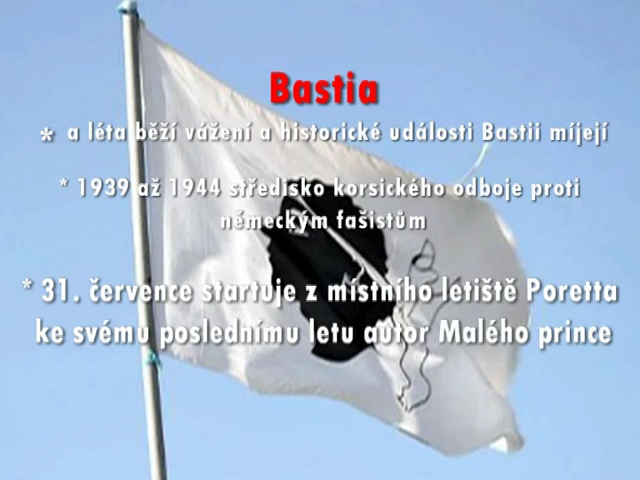 Bastia
* a léta běží vážení a historické události Bastii míjejí
* 1939 až 1944 středisko korsického odboje proti
německým fašistům
* 31. července startuje z místního letiště Poretta
ke svému poslednímu letu autor Malého prince